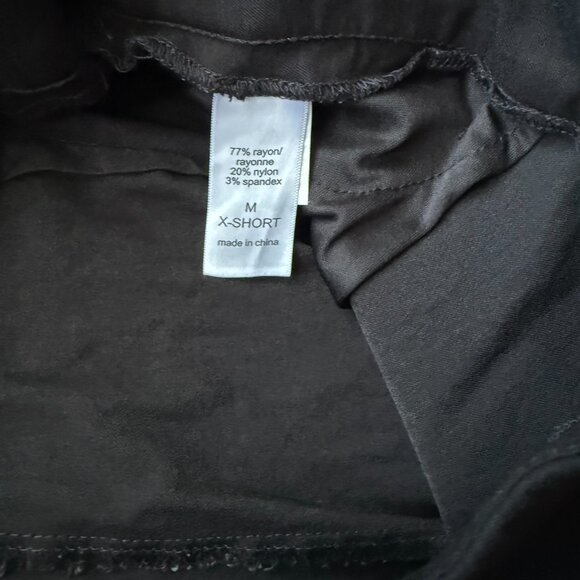 77% rayon/
rayonne
20% nylon
3% spandex
M
X-SHORT
made in china